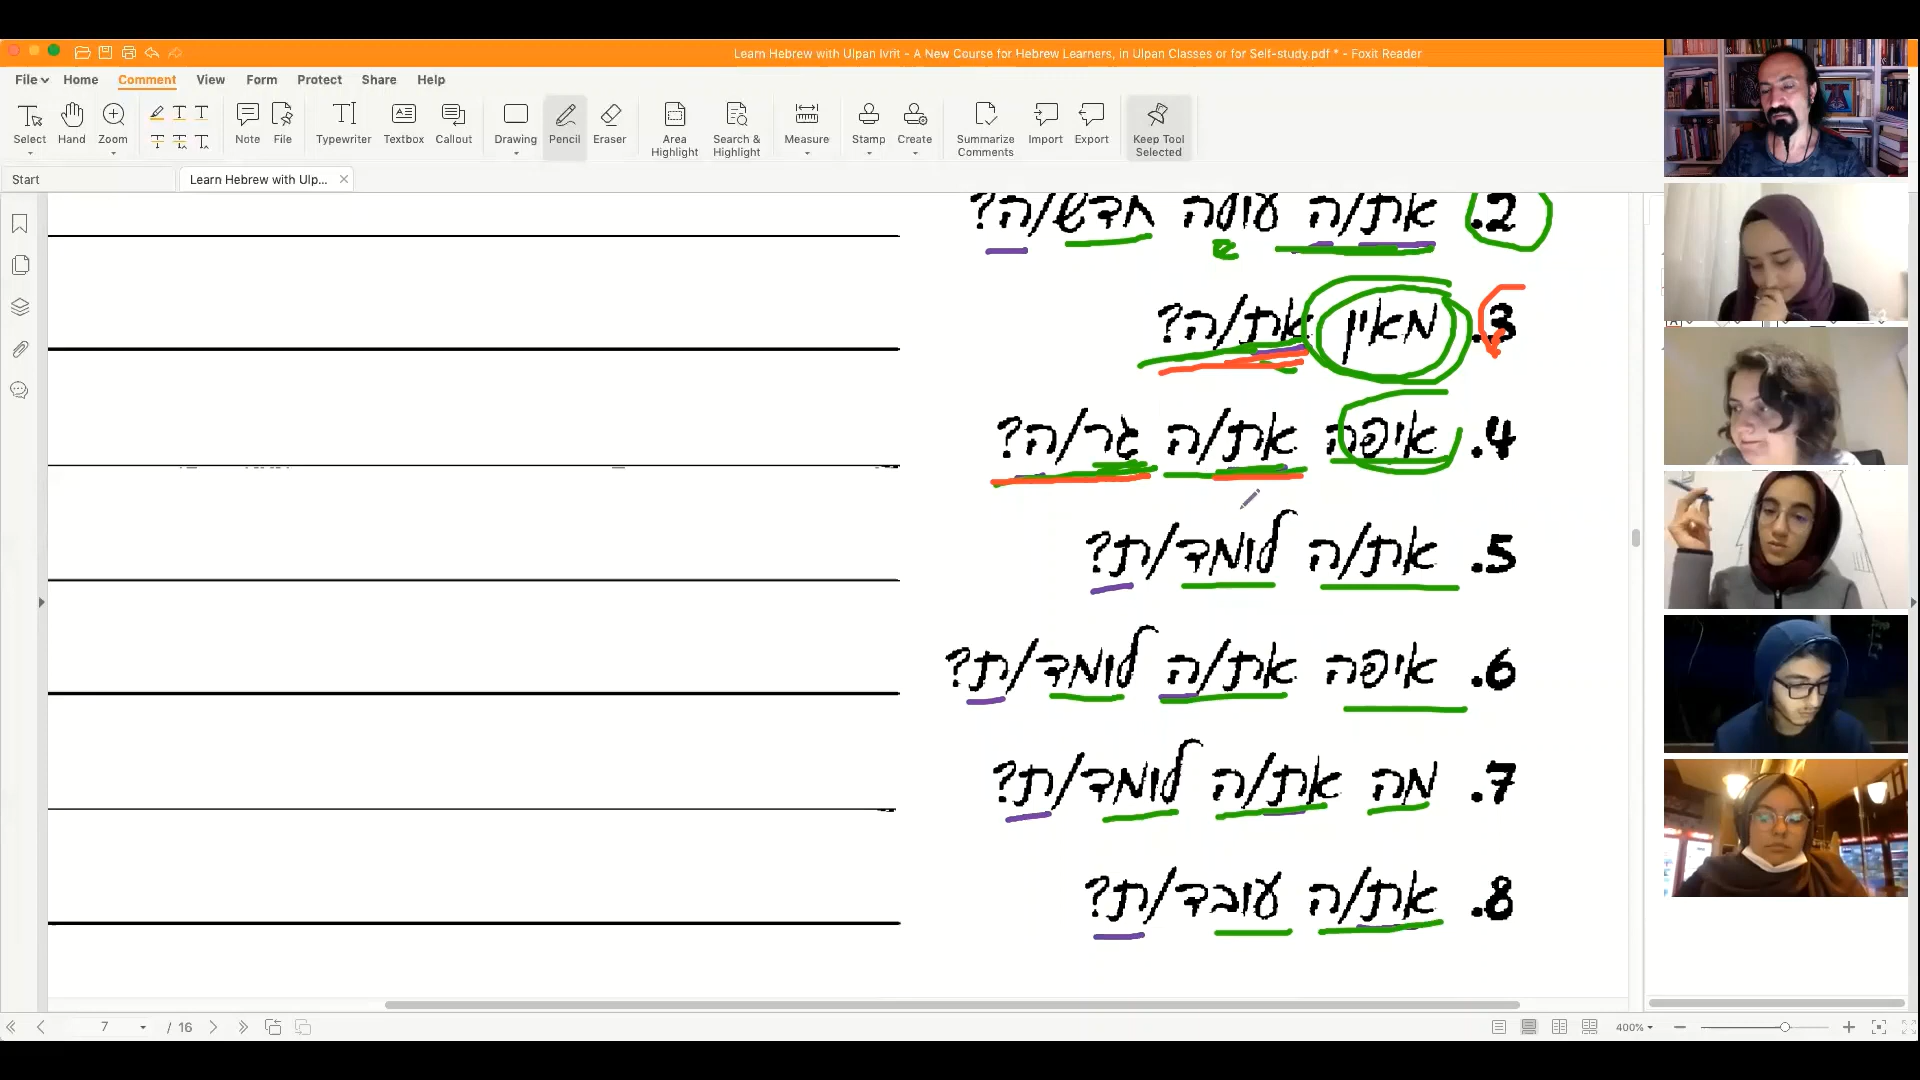 Learn Hebrew with Ulpan Ivrit - A New Course for Hebrew Learners, in Ulpan Classes or for Self-study.pdf * - Foxit Reader
File Home Comment View Form Protect Share Help
Select Hand Zoom Note File Typewriter Textbox Callout Drawing Pencil Eraser Area Highlight Search & Highlight Measure Stamp Create Summarize Comments Import Export Keep Tool Selected
Start Learn Hebrew with Ulp...
2. את/ה עולה חדש/ה?
3. מאין את/ה?
4. איפה את/ה גר/ה?
5. את/ה לומד/ת?
6. איפה את/ה לומד/ת?
7. מה את/ה לומד/ת?
8. את/ה עובד/ת?
7 / 16 400%